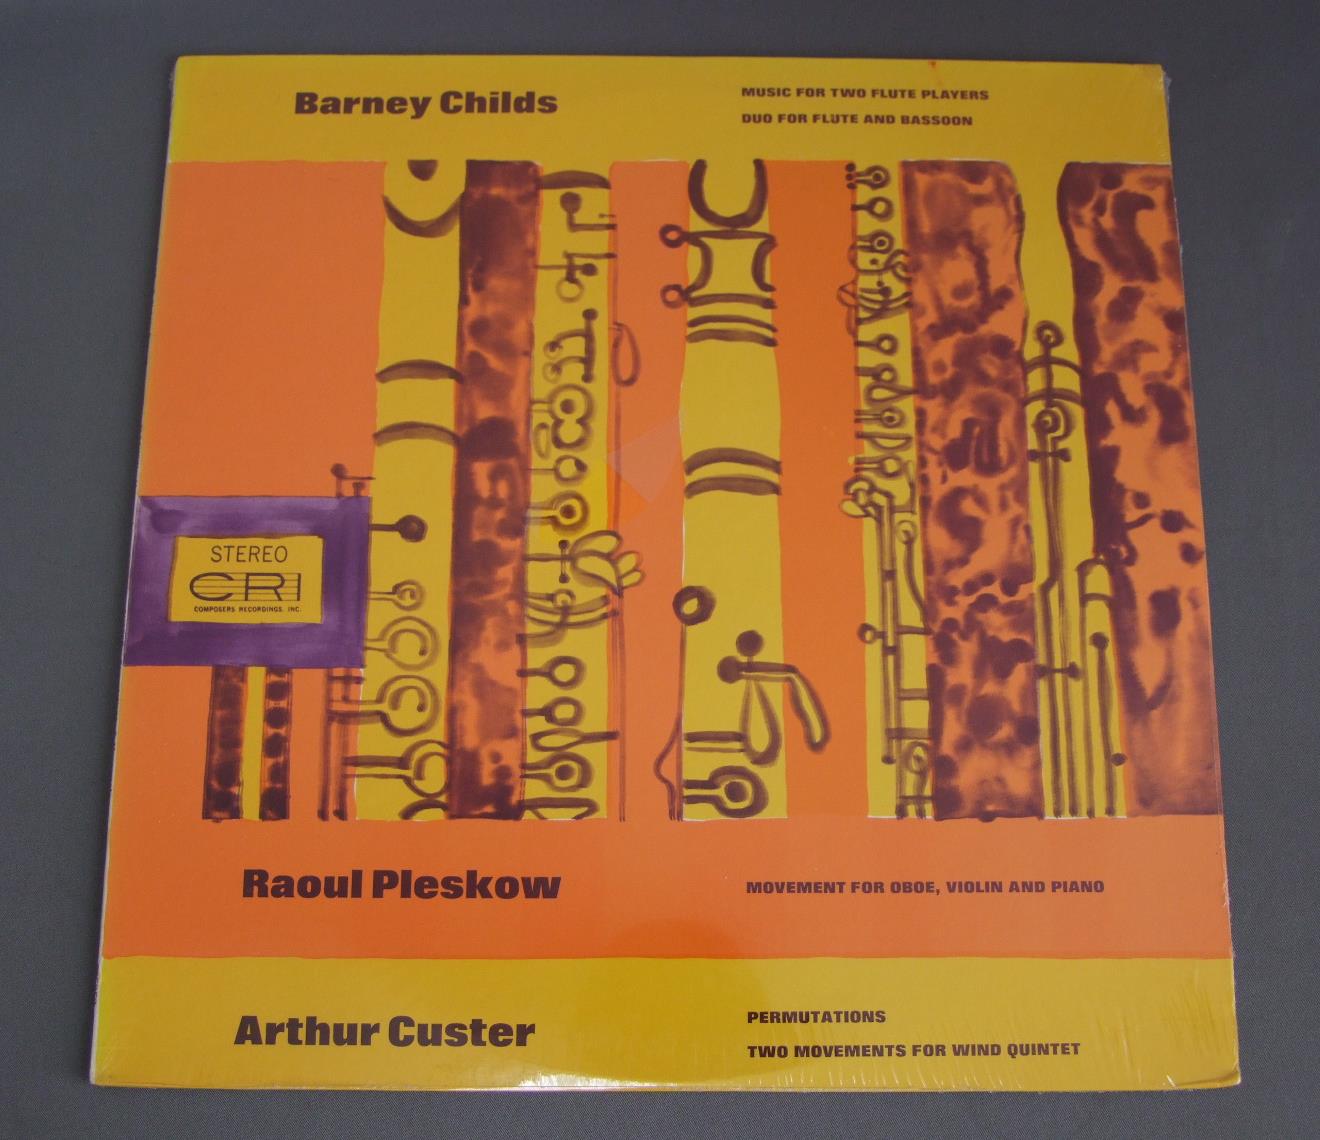 Barney Childs
MUSIC FOR TWO FLUTE PLAYERS
DUO FOR FLUTE AND BASSOON
STEREO
CRI
COMPOSERS RECORDINGS, INC.
Raoul Pleskow
MOVEMENT FOR OBOE, VIOLIN AND PIANO
Arthur Custer
PERMUTATIONS
TWO MOVEMENTS FOR WIND QUINTET